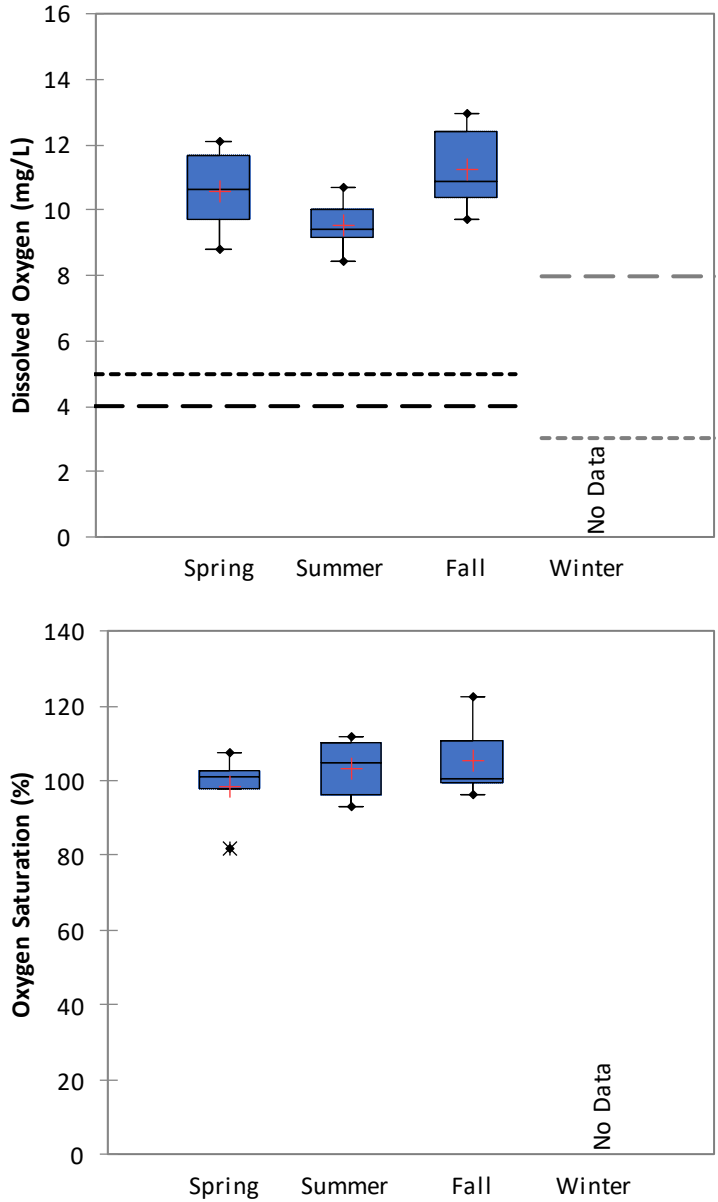 Dissolved Oxygen (mg/L)
16
14
12
10
8
6
4
2
0
No Data
Spring Summer Fall Winter
Oxygen Saturation (%)
140
120
100
80
60
40
20
0
No Data
Spring Summer Fall Winter